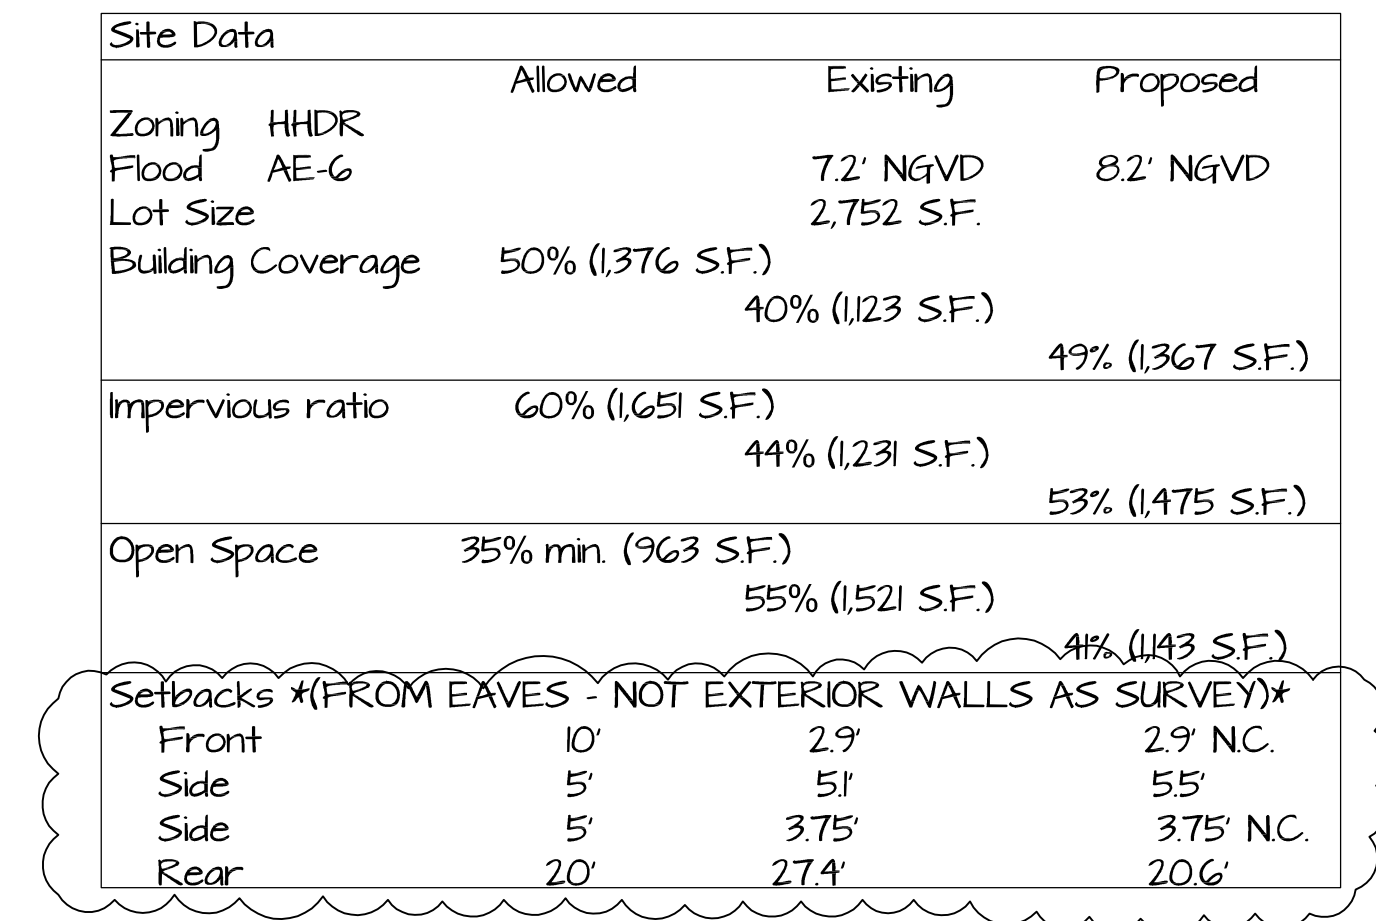 Site Data
Allowed Existing Proposed
Zoning HHDR
Flood AE-6 7.2' NGVD 8.2' NGVD
Lot Size 2,752 S.F.
Building Coverage 50% (1,376 S.F.)
40% (1,123 S.F.)
49% (1,367 S.F.)
Impervious ratio 60% (1,651 S.F.)
44% (1,231 S.F.)
53% (1,475 S.F.)
Open Space 35% min. (963 S.F.)
55% (1,521 S.F.)
41% (1,143 S.F.)
Setbacks *(FROM EAVES - NOT EXTERIOR WALLS AS SURVEY)*
Front 10' 2.9' 2.9' N.C.
Side 5' 5.1' 5.5'
Side 5' 3.75' 3.75' N.C.
Rear 20' 27.4' 20.6'